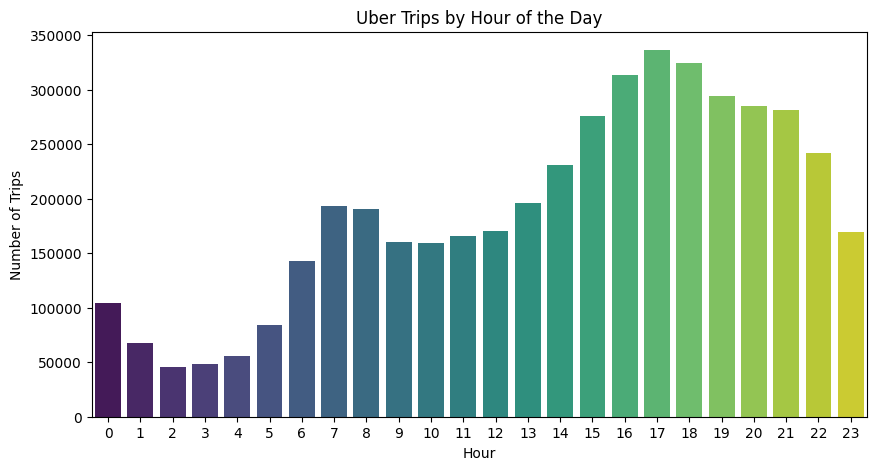 Uber Trips by Hour of the Day
Number of Trips
350000
300000
250000
200000
150000
100000
50000
0
0 1 2 3 4 5 6 7 8 9 10 11 12 13 14 15 16 17 18 19 20 21 22 23
Hour